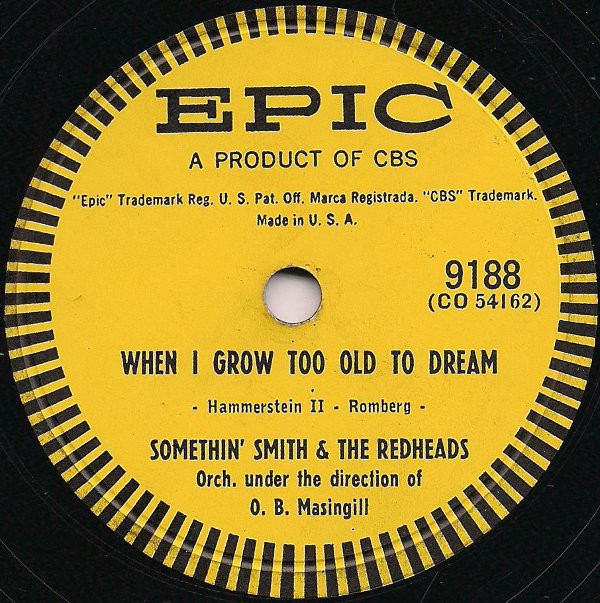 EPIC
A PRODUCT OF CBS
"Epic" Trademark Reg. U. S. Pat. Off. Marca Registrada. "CBS" Trademark.
Made in U. S. A.
9188
(CO 54162)
WHEN I GROW TOO OLD TO DREAM
- Hammerstein II - Romberg -
SOMETHIN' SMITH & THE REDHEADS
Orch. under the direction of
O. B. Masingill